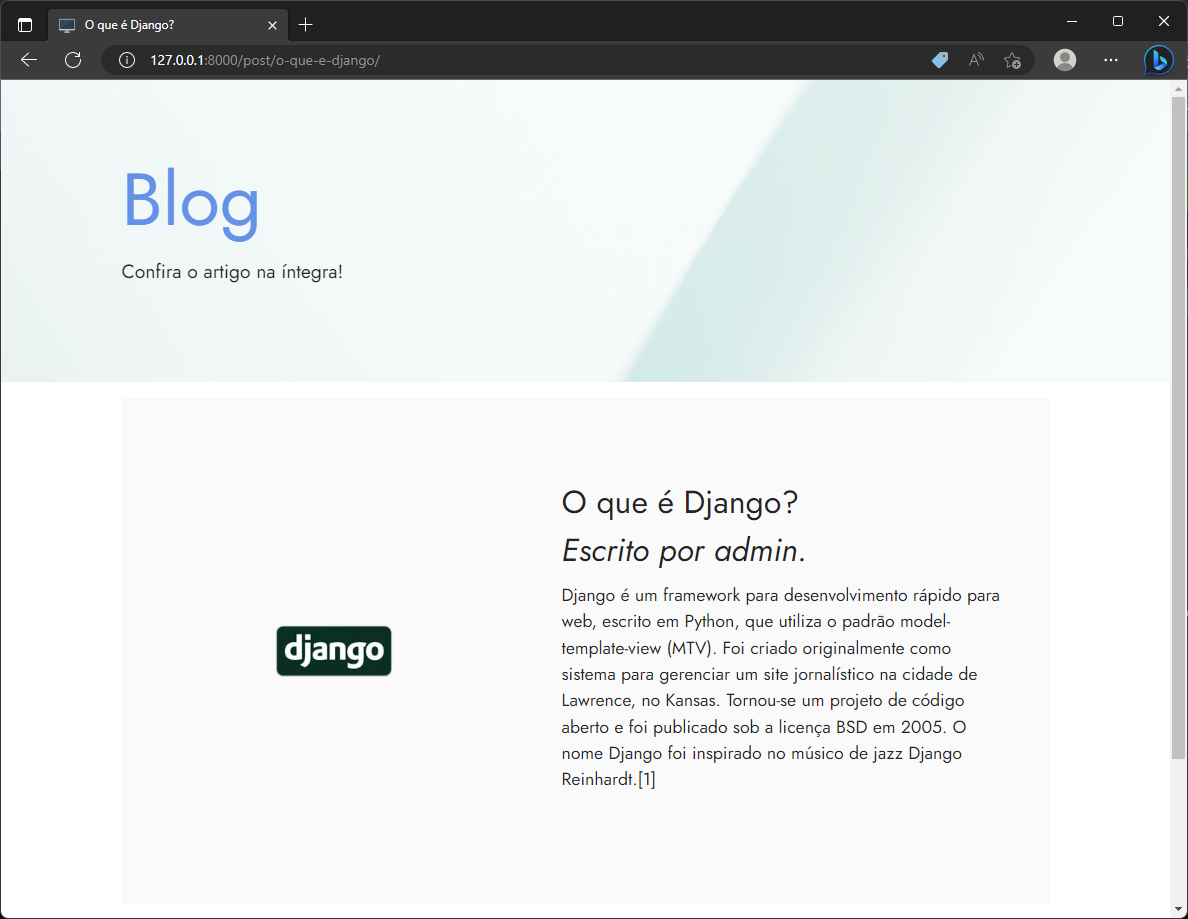 O que é Django?
127.0.0.1:8000/post/o-que-e-django/
Blog
Confira o artigo na íntegra!
django
O que é Django?
Escrito por admin.
Django é um framework para desenvolvimento rápido para
web, escrito em Python, que utiliza o padrão model-
template-view (MTV). Foi criado originalmente como
sistema para gerenciar um site jornalístico na cidade de
Lawrence, no Kansas. Tornou-se um projeto de código
aberto e foi publicado sob a licença BSD em 2005. O
nome Django foi inspirado no músico de jazz Django
Reinhardt.[1]